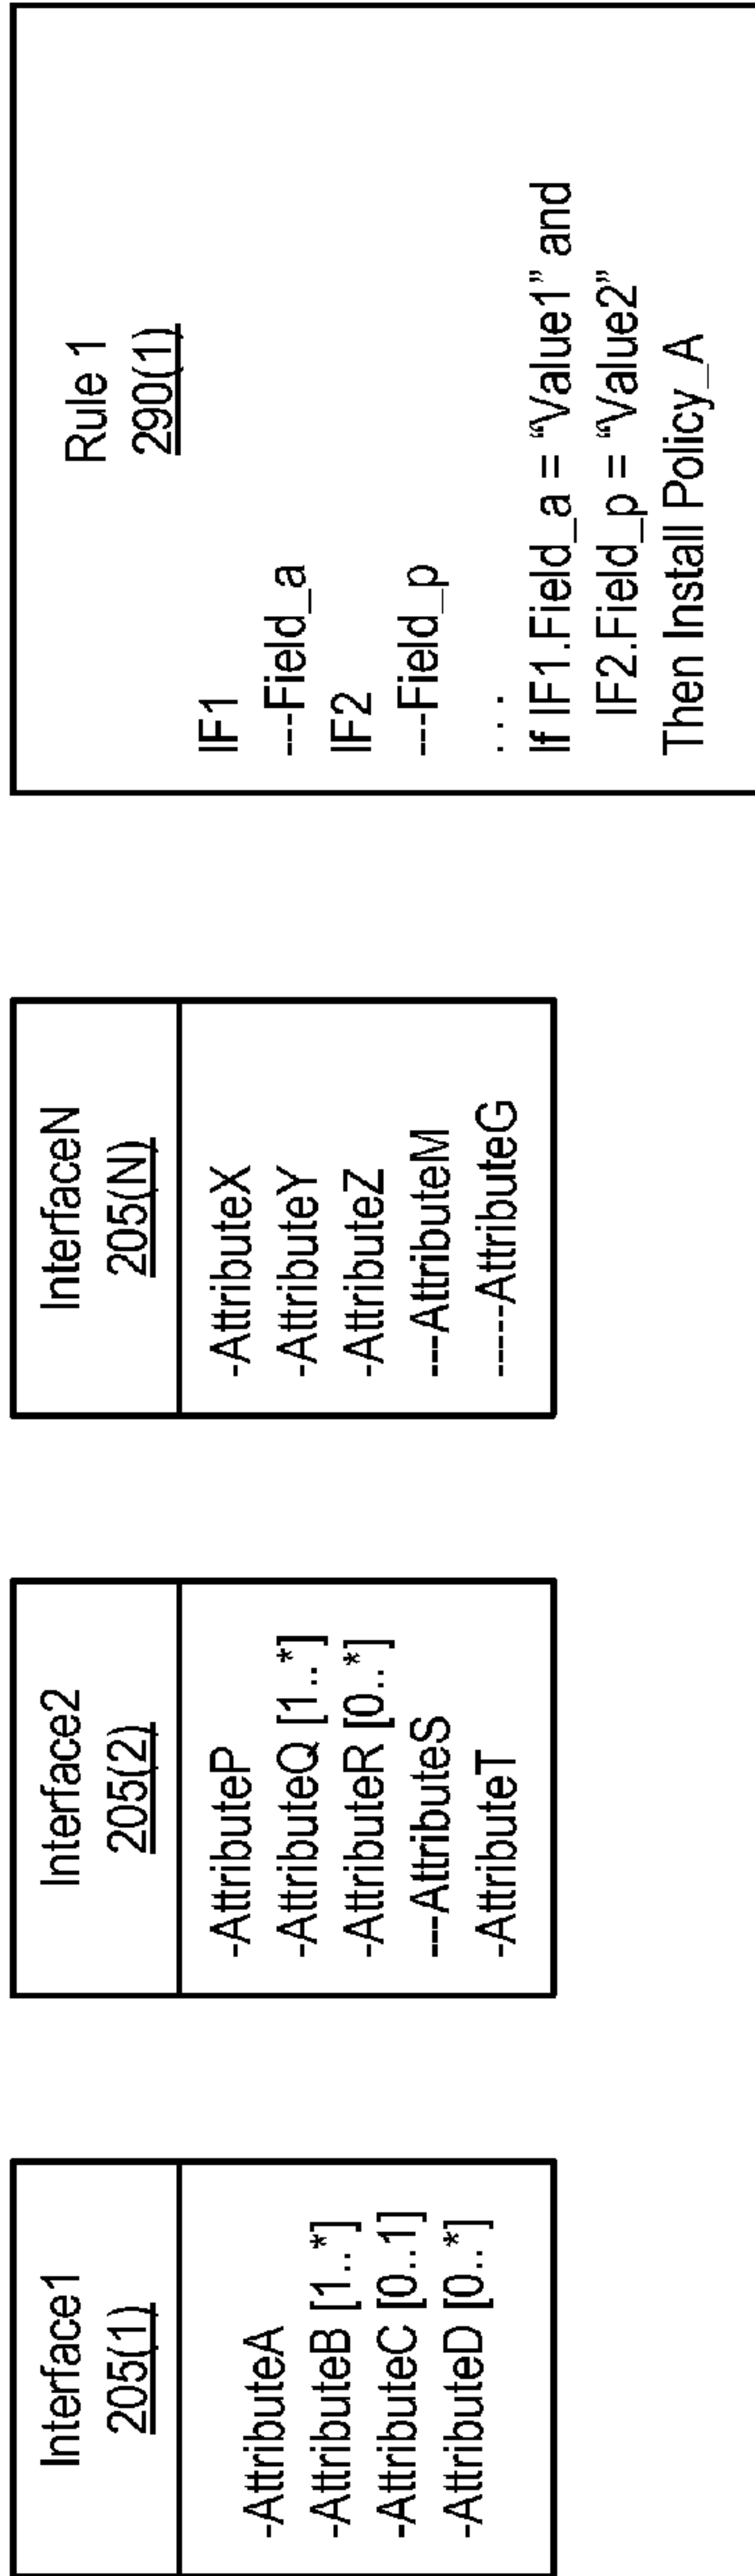 Interface1
205(1)
-AttributeA
-AttributeB [1..*]
-AttributeC [0..1]
-AttributeD [0..*]
Interface2
205(2)
-AttributeP
-AttributeQ [1..*]
-AttributeR [0..*]
---AttributeS
-AttributeT
InterfaceN
205(N)
-AttributeX
-AttributeY
-AttributeZ
---AttributeM
-----AttributeG
Rule 1
290(1)
IF1
---Field_a
IF2
---Field_p
. . .
If IF1.Field_a = “Value1” and
IF2.Field_p = “Value2”
Then Install Policy_A